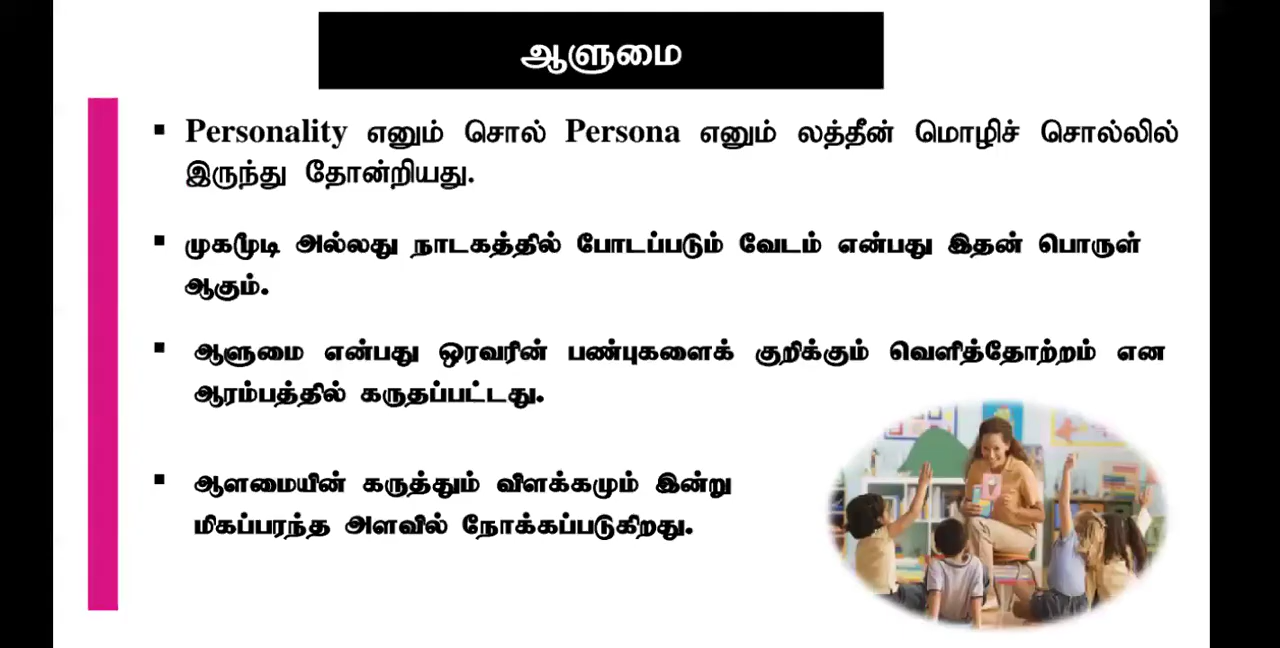 ஆளுமை
▪ Personality எனும் சொல் Persona எனும் லத்தீன் மொழிச் சொல்லில்
இருந்து தோன்றியது.
▪ முகமூடி அல்லது நாடகத்தில் போடப்படும் வேடம் என்பது இதன் பொருள்
ஆகும்.
▪ ஆளுமை என்பது ஒரவரின் பண்புகளைக் குறிக்கும் வெளித்தோற்றம் என
ஆரம்பத்தில் கருதப்பட்டது.
▪ ஆளமையின் கருத்தும் விளக்கமும் இன்று
மிகப்பரந்த அளவில் நோக்கப்படுகிறது.